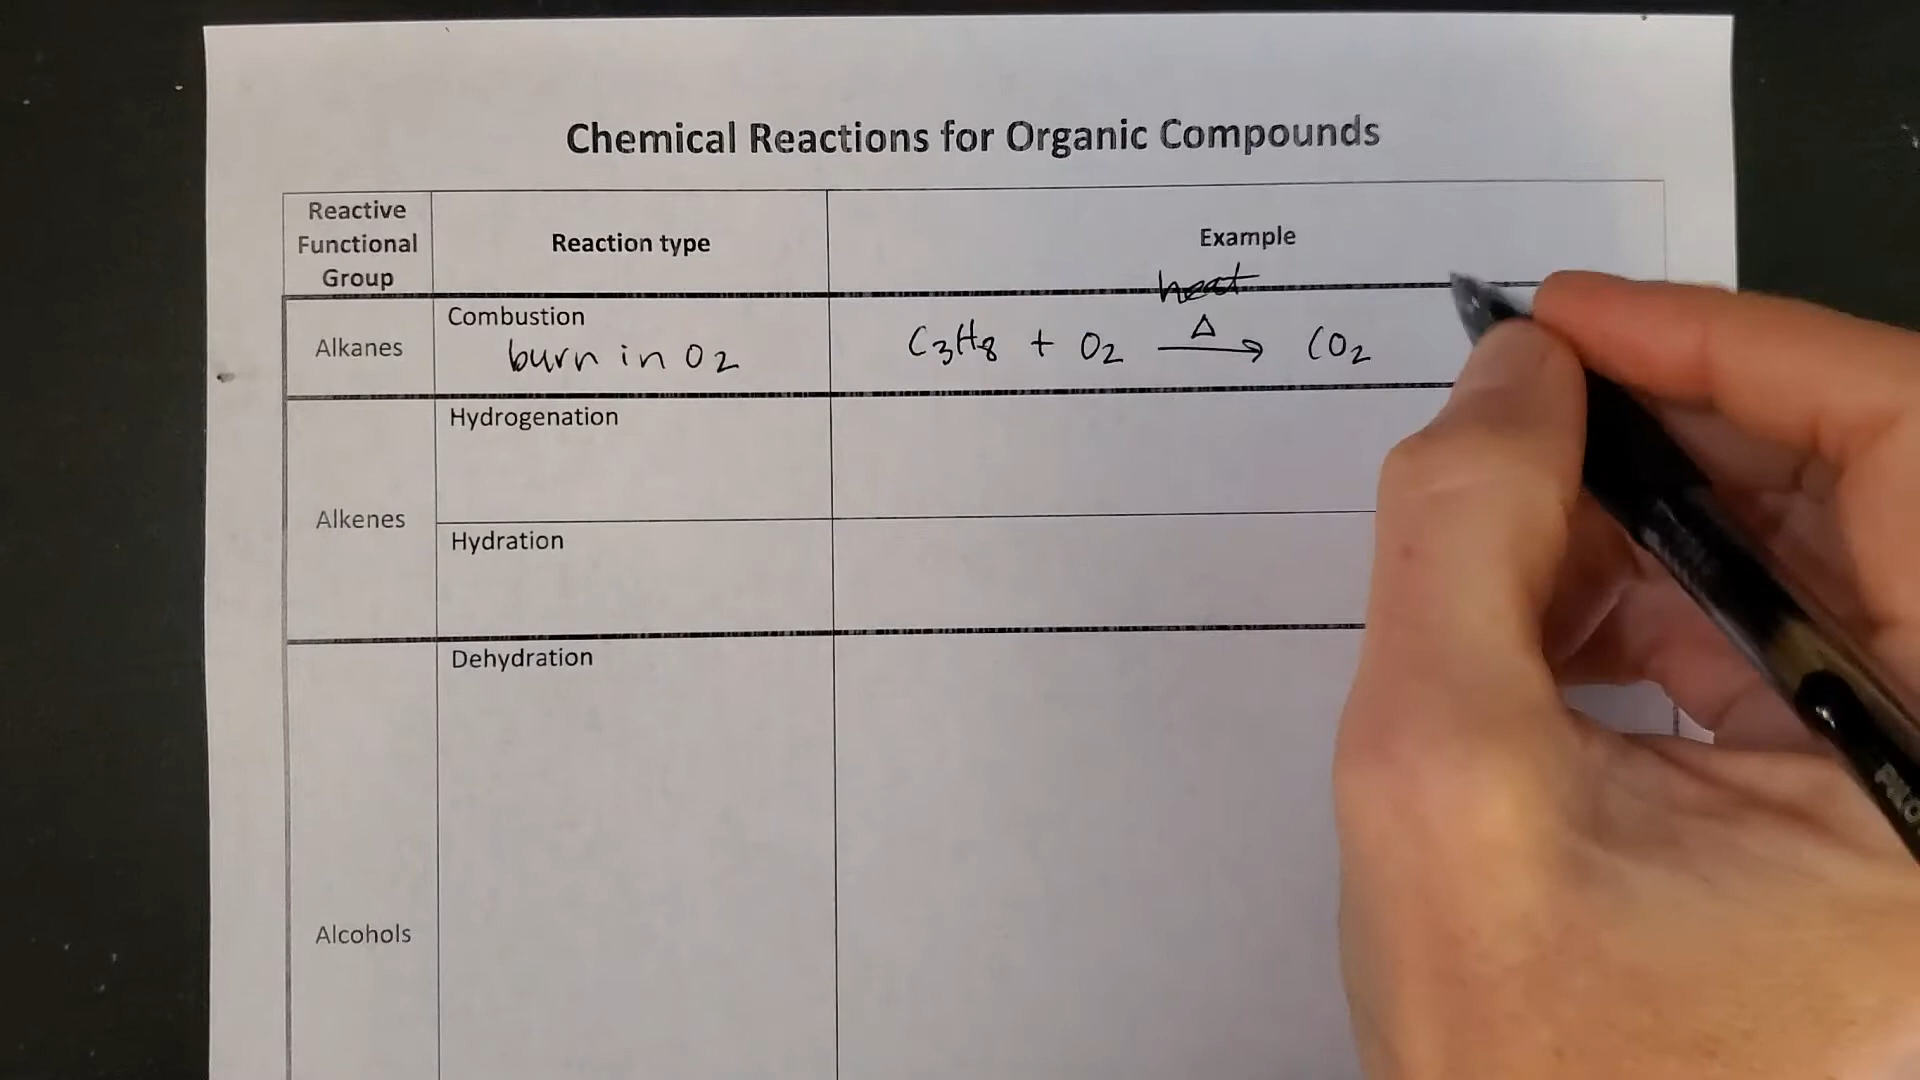 Chemical Reactions for Organic Compounds
Reactive
Functional
Group
Reaction type
Example
heat
Alkanes
Combustion
burn in O₂
C₃H₈ + O₂ →Δ CO₂
Alkenes
Hydrogenation
Hydration
Alcohols
Dehydration